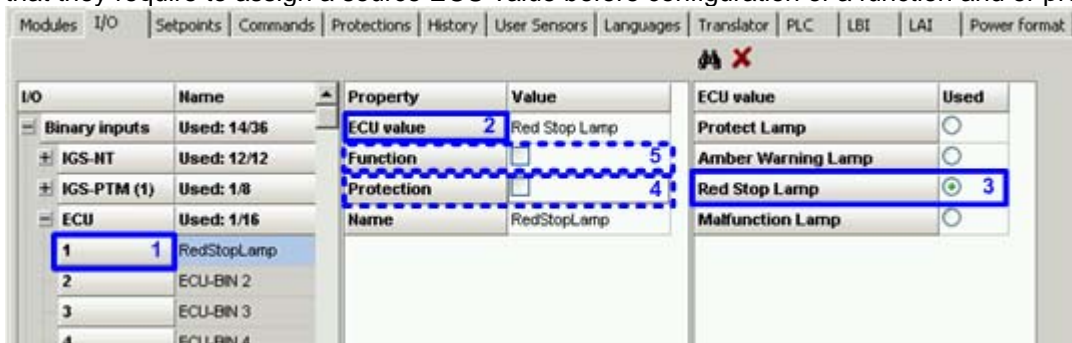 that they require to assign a source ECU value before configuration of a function and or pr
Modules I/O Setpoints Commands Protections History User Sensors Languages Translator PLC LBI LAI Power format
I/O Name Property Value ECU value Used
Binary inputs Used: 14/36 ECU value 2 Red Stop Lamp Protect Lamp
IGS-NT Used: 12/12 Function 5 Amber Warning Lamp
IGS-PTM (1) Used: 1/8 Protection 4 Red Stop Lamp 3
ECU Used: 1/16 Name RedStopLamp Malfunction Lamp
1 1 RedStopLamp
2 ECU-BIN 2
3 ECU-BIN 3
4 ECU-BIN 4